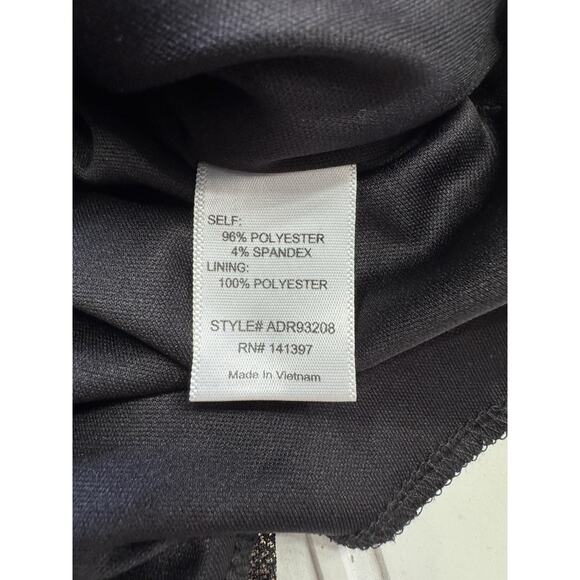 SELF:
96% POLYESTER
4% SPANDEX
LINING:
100% POLYESTER
STYLE# ADR93208
RN# 141397
Made In Vietnam